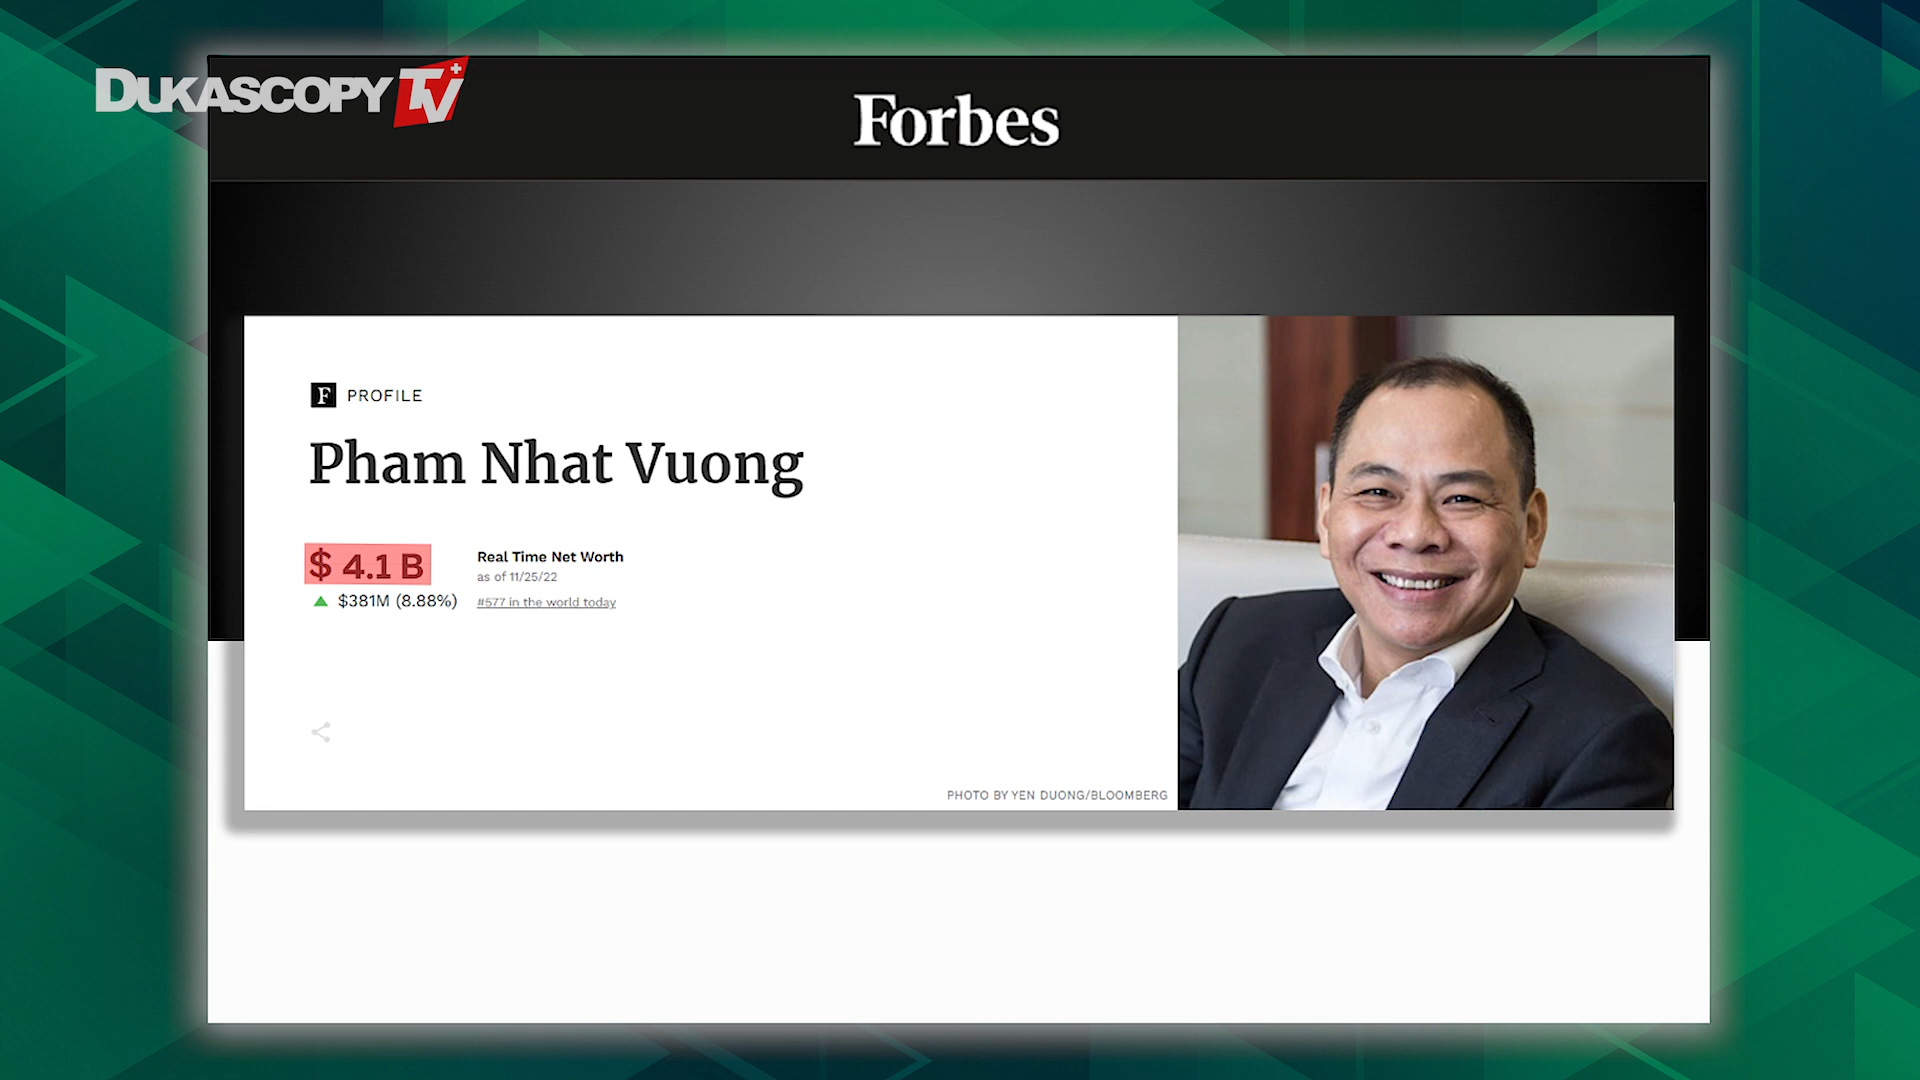 DUKASCOPY TV
Forbes
F PROFILE
Pham Nhat Vuong
$ 4.1 B
Real Time Net Worth
as of 11/25/22
$381M (8.88%)
#577 in the world today
PHOTO BY YEN DUONG/BLOOMBERG